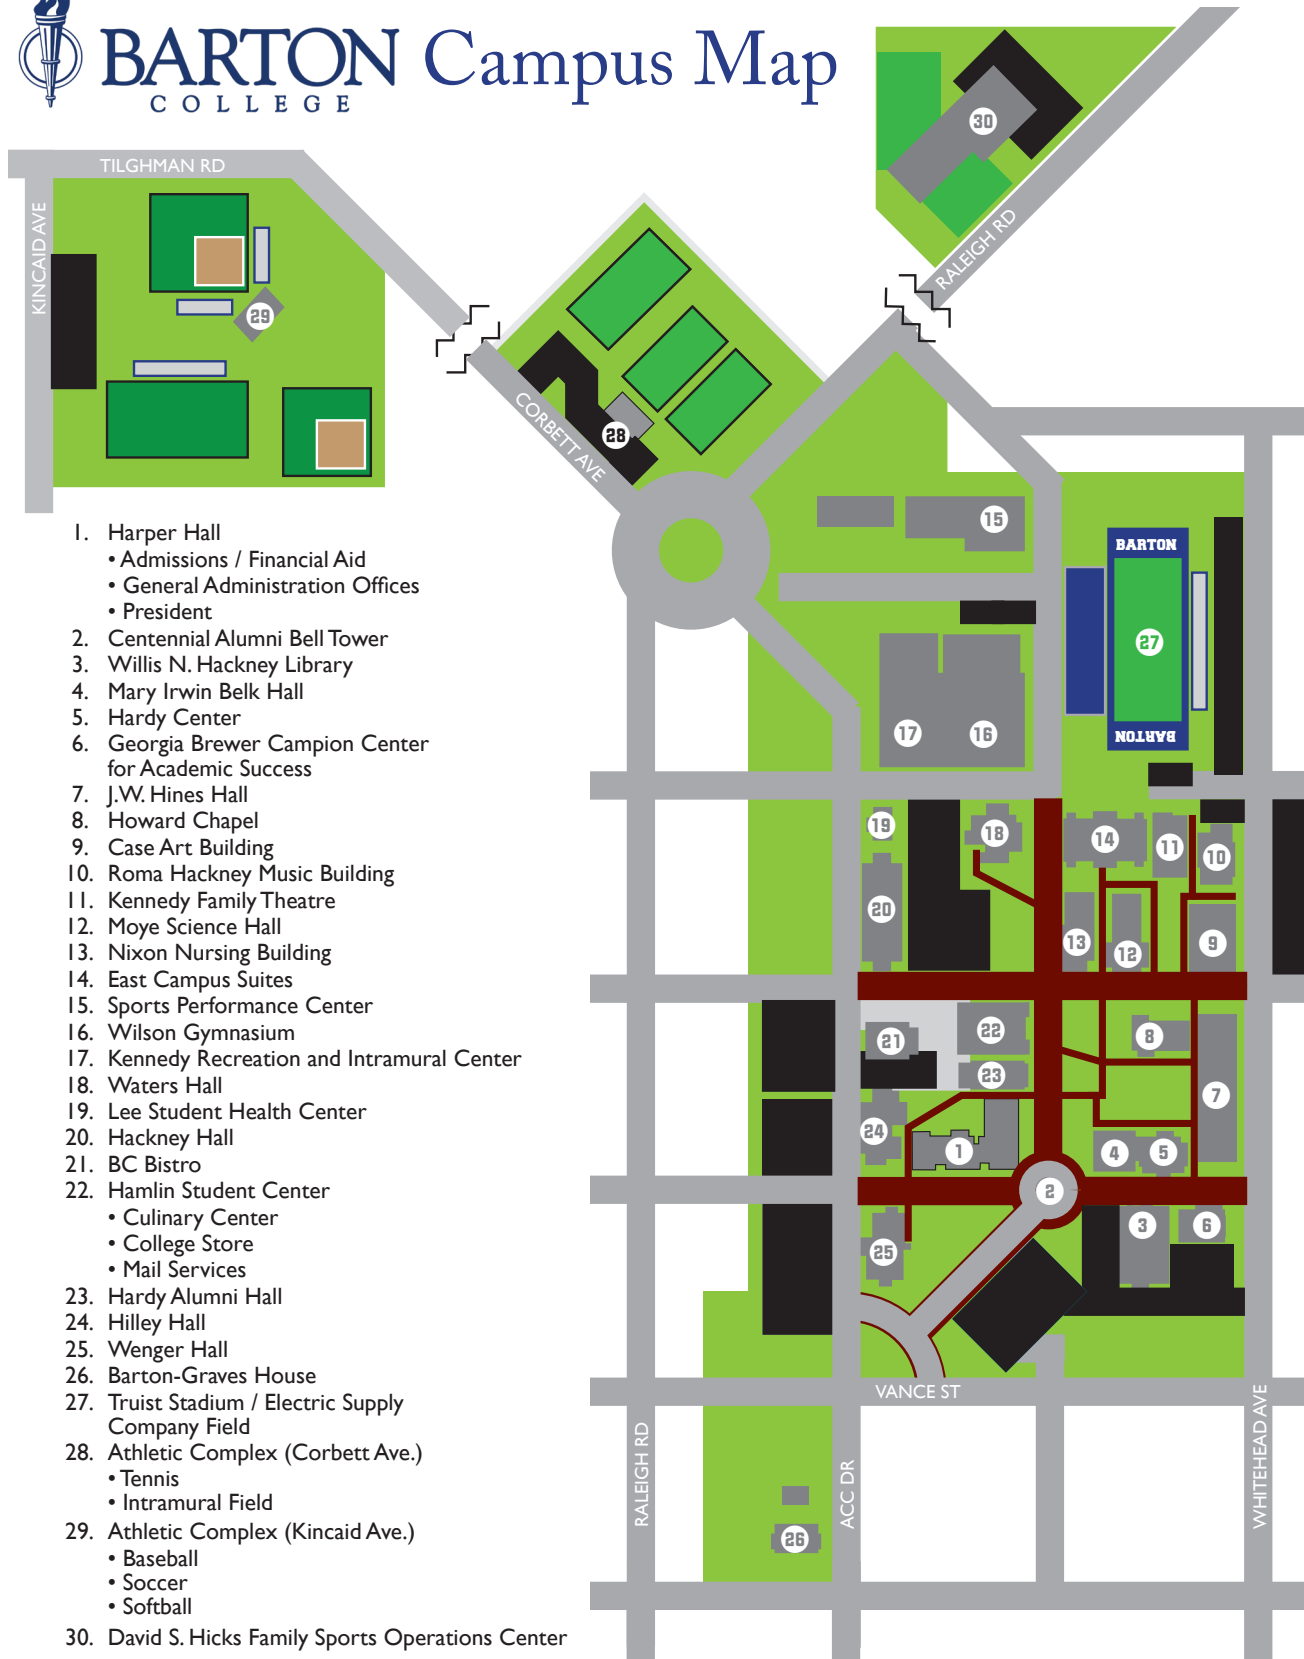 BARTON
COLLEGE
Campus Map
TILGHMAN RD
KINCAID AVE
RALEIGH RD
CORBETT AVE
29
28
30
1. Harper Hall
• Admissions / Financial Aid
• General Administration Offices
• President
2. Centennial Alumni Bell Tower
3. Willis N. Hackney Library
4. Mary Irwin Belk Hall
5. Hardy Center
6. Georgia Brewer Campion Center
for Academic Success
7. J.W. Hines Hall
8. Howard Chapel
9. Case Art Building
10. Roma Hackney Music Building
11. Kennedy Family Theatre
12. Moye Science Hall
13. Nixon Nursing Building
14. East Campus Suites
15. Sports Performance Center
16. Wilson Gymnasium
17. Kennedy Recreation and Intramural Center
18. Waters Hall
19. Lee Student Health Center
20. Hackney Hall
21. BC Bistro
22. Hamlin Student Center
• Culinary Center
• College Store
• Mail Services
23. Hardy Alumni Hall
24. Hilley Hall
25. Wenger Hall
26. Barton-Graves House
27. Truist Stadium / Electric Supply
Company Field
28. Athletic Complex (Corbett Ave.)
• Tennis
• Intramural Field
29. Athletic Complex (Kincaid Ave.)
• Baseball
• Soccer
• Softball
30. David S. Hicks Family Sports Operations Center
15
BARTON
27
BARTON
17
16
19
18
14
11
10
20
13
12
9
21
22
8
23
7
24
1
4
5
2
25
3
6
VANCE ST
RALEIGH RD
ACC DR
WHITEHEAD AVE
26